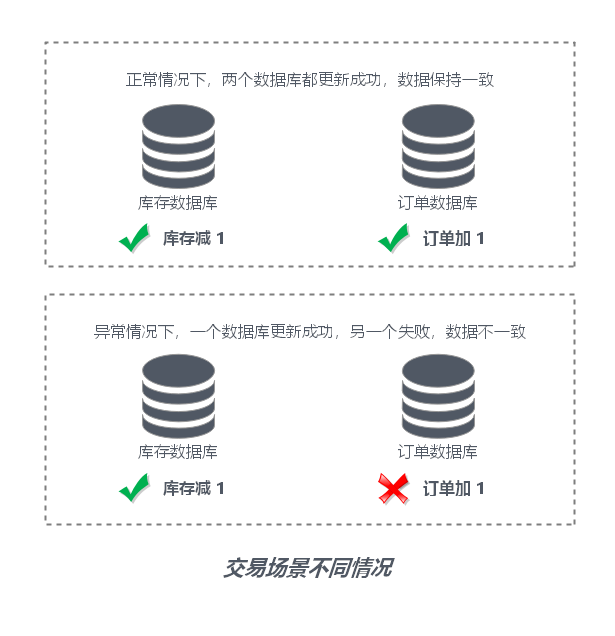 正常情况下，两个数据库都更新成功，数据保持一致
库存数据库
订单数据库
库存减 1
订单加 1
异常情况下，一个数据库更新成功，另一个失败，数据不一致
库存数据库
订单数据库
库存减 1
订单加 1
交易场景不同情况